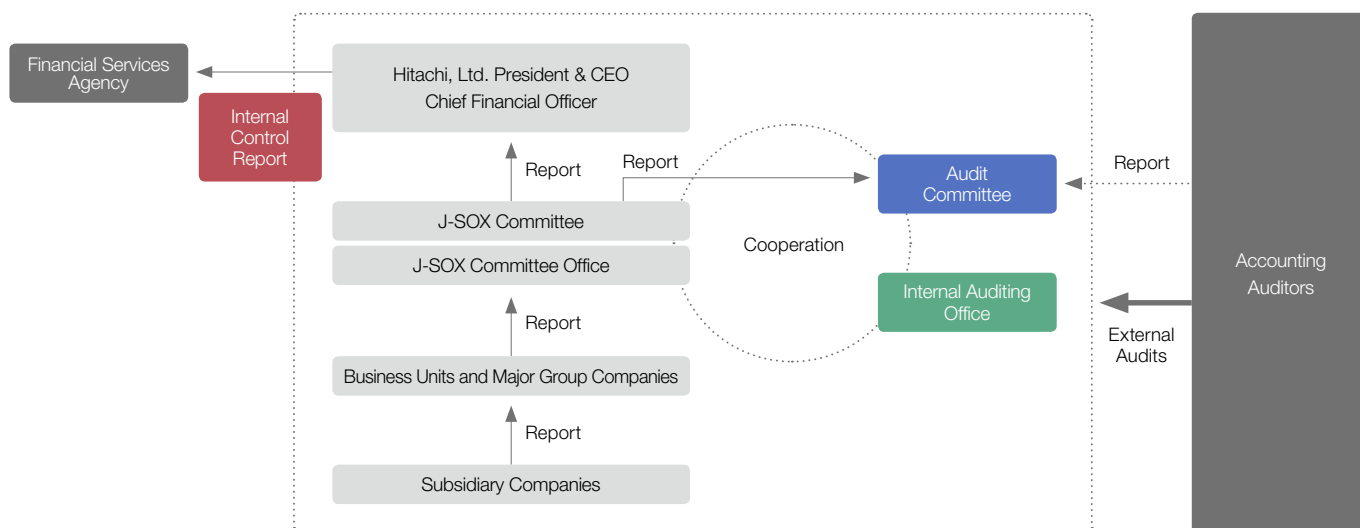 Financial Services
Agency
Internal
Control
Report
Hitachi, Ltd. President & CEO
Chief Financial Officer
Report
Report
J-SOX Committee
J-SOX Committee Office
Report
Business Units and Major Group Companies
Report
Subsidiary Companies
Cooperation
Audit
Committee
Internal Auditing
Office
Report
External
Audits
Accounting
Auditors